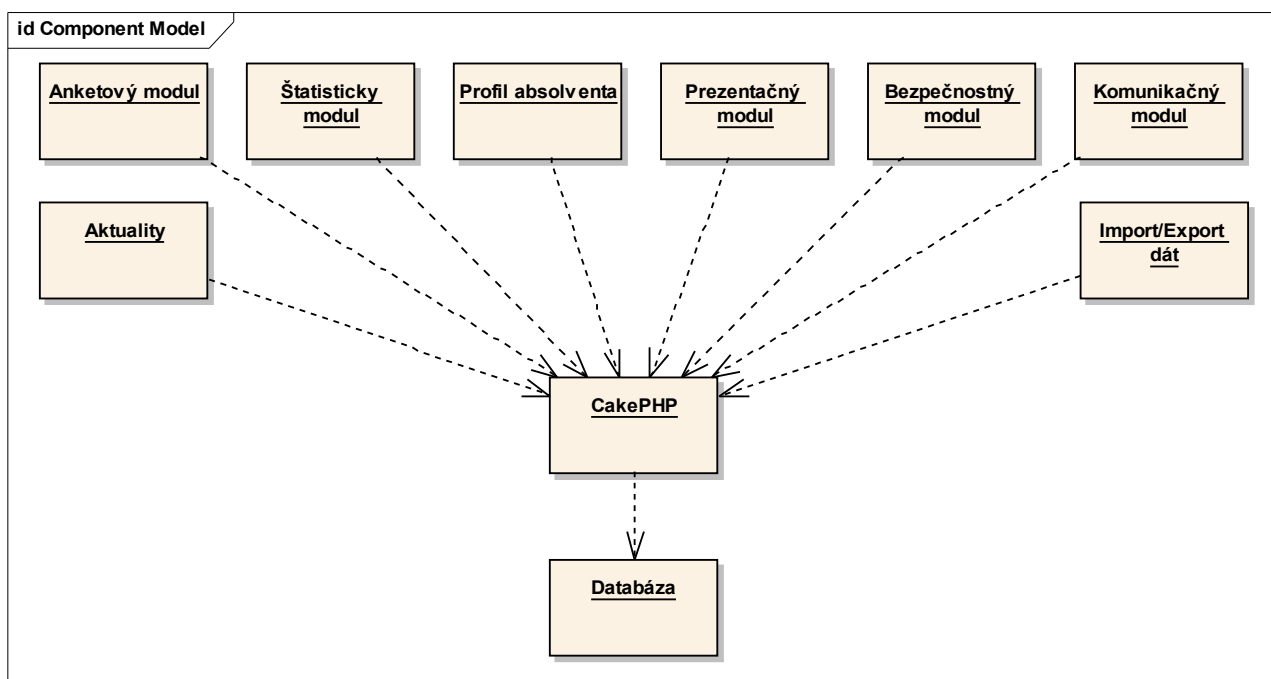 id Component Model
Anketový modul
Štatisticky
modul
Profil absolventa
Prezentačný
modul
Bezpečnostný
modul
Komunikačný
modul
Aktuality
Import/Export
dát
CakePHP
Databáza